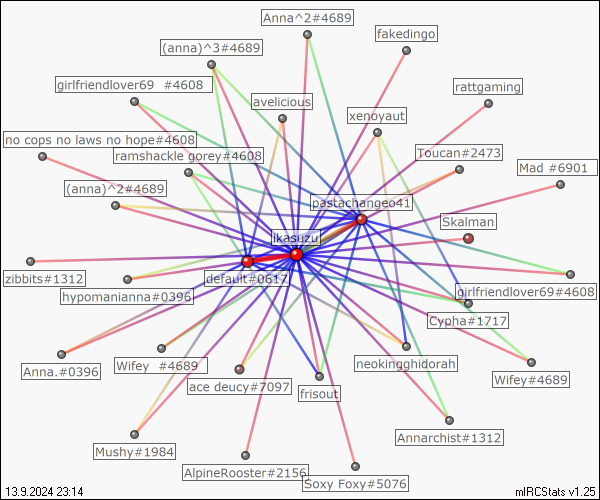 Anna^2#4689
fakedingo
(anna)^3#4689
girlfriendlover69  #4608
rattgaming
avelicious
xenoyaut
no cops no laws no hope#4608
ramshackle gorey#4608
Toucan#2473
Mad #6901
(anna)^2#4689
pastachangeo41
Skalman
ikasuzu
zibbits#1312
default#0617
girlfriendlover69#4608
hypomanianna#0396
Cypha#1717
Anna.#0396
Wifey  #4689
neokingghidorah
Wifey#4689
ace deucy#7097
frisout
Annarchist#1312
Mushy#1984
AlpineRooster#2156
Soxy Foxy#5076
13.9.2024 23:14
mIRCStats v1.25